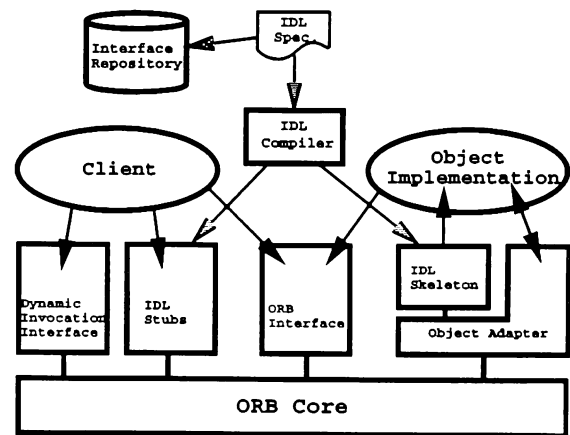 IDL
Spec.
Interface
Repository
IDL
Compiler
Client
Object
Implementation
Dynamic
Invocation
Interface
IDL
Stubs
ORB
Interface
IDL
Skeleton
Object Adapter
ORB Core